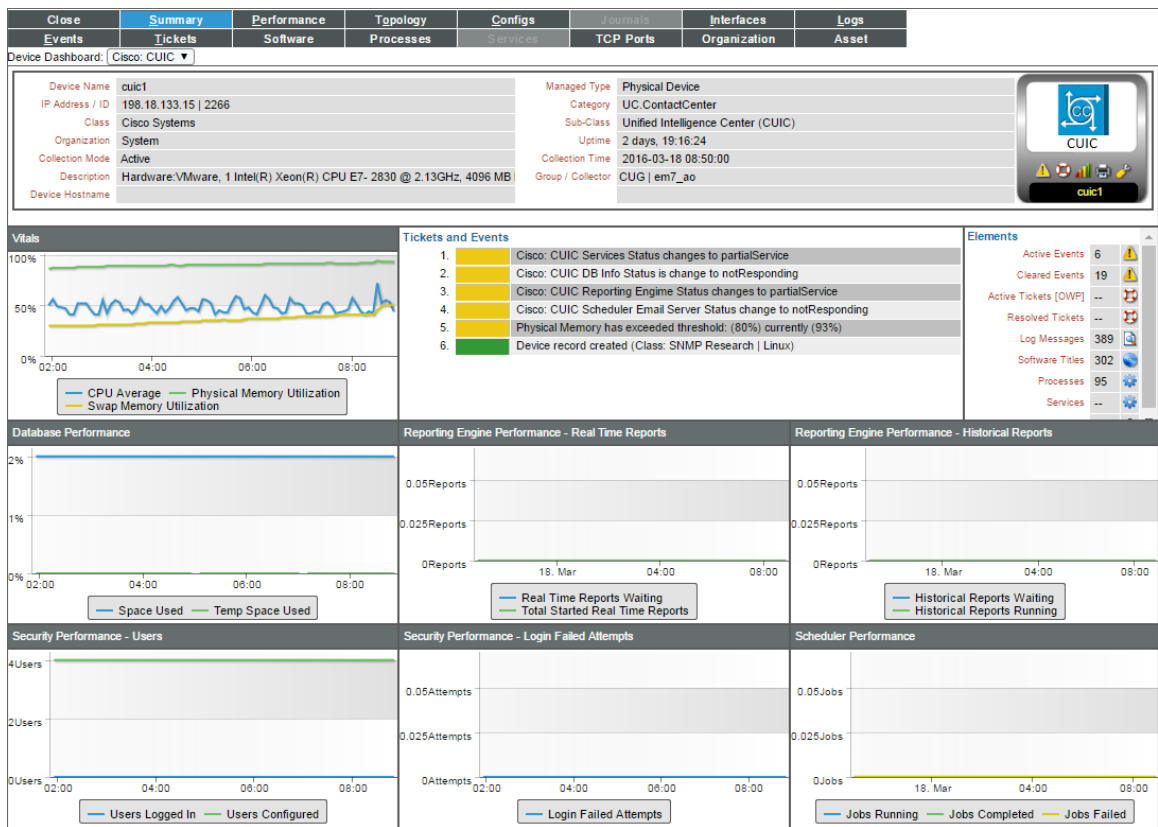 Close Summary Performance Topology Configs Journals Interfaces Logs
Events Tickets Software Processes Services TCP Ports Organization Asset
Device Dashboard: Cisco: CUIC ▼
Device Name cuic1 Managed Type Physical Device
IP Address / ID 198.18.133.15 | 2266 Category UC.ContactCenter
Class Cisco Systems Sub-Class Unified Intelligence Center (CUIC)
Organization System Uptime 2 days, 19:16:24
Collection Mode Active Collection Time 2016-03-18 08:50:00
Description Hardware:VMware, 1 Intel(R) Xeon(R) CPU E7- 2830 @ 2.13GHz, 4096 MB Group / Collector CUG | em7_ao
Device Hostname
CC
CUIC
cuic1
Vitals
100%
50%
0%
02:00 04:00 06:00 08:00
CPU Average Physical Memory Utilization
Swap Memory Utilization
Tickets and Events
1. Cisco: CUIC Services Status changes to partialService
2. Cisco: CUIC DB Info Status is change to notResponding
3. Cisco: CUIC Reporting Engime Status changes to partialService
4. Cisco: CUIC Scheduler Email Server Status change to notResponding
5. Physical Memory has exceeded threshold: (80%) currently (93%)
6. Device record created (Class: SNMP Research | Linux)
Elements
Active Events 6
Cleared Events 19
Active Tickets [OWP] --
Resolved Tickets --
Log Messages 389
Software Titles 302
Processes 95
Services --
Database Performance
2%
1%
0%
02:00 04:00 06:00 08:00
Space Used Temp Space Used
Reporting Engine Performance - Real Time Reports
0.05Reports
0.025Reports
0Reports
18. Mar 04:00 08:00
Real Time Reports Waiting
Total Started Real Time Reports
Reporting Engine Performance - Historical Reports
0.05Reports
0.025Reports
0Reports
18. Mar 04:00 08:00
Historical Reports Waiting
Historical Reports Running
Security Performance - Users
4Users
2Users
0Users
02:00 04:00 06:00 08:00
Users Logged In Users Configured
Security Performance - Login Failed Attempts
0.05Attempts
0.025Attempts
0Attempts
02:00 04:00 06:00 08:00
Login Failed Attempts
Scheduler Performance
0.05Jobs
0.025Jobs
0Jobs
18. Mar 04:00 08:00
Jobs Running Jobs Completed Jobs Failed